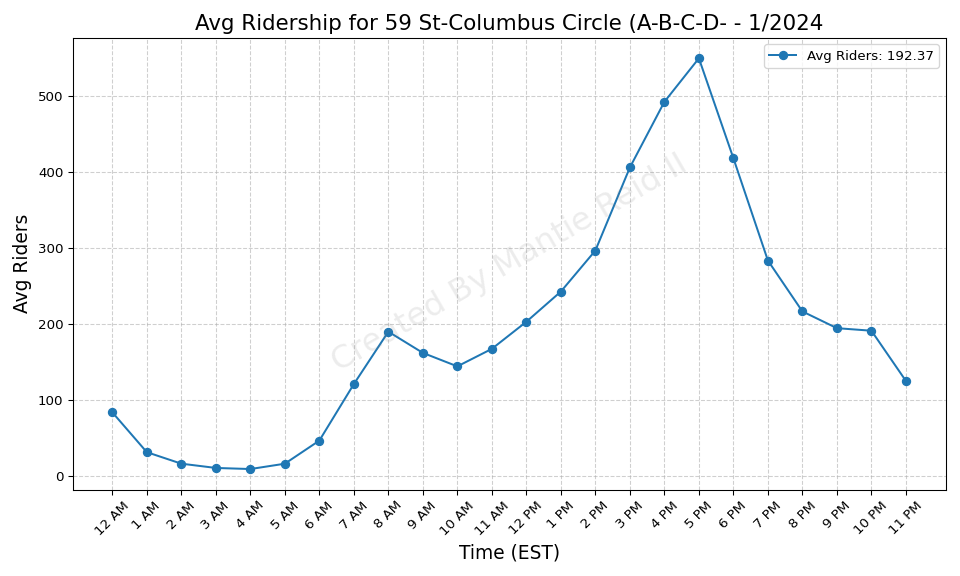 Avg Ridership for 59 St-Columbus Circle (A-B-C-D- - 1/2024
Avg Riders: 192.37
Avg Riders
500
400
300
200
100
0
Created By Mantie Reid II
12 AM
1 AM
2 AM
3 AM
4 AM
5 AM
6 AM
7 AM
8 AM
9 AM
10 AM
11 AM
12 PM
1 PM
2 PM
3 PM
4 PM
5 PM
6 PM
7 PM
8 PM
9 PM
10 PM
11 PM
Time (EST)